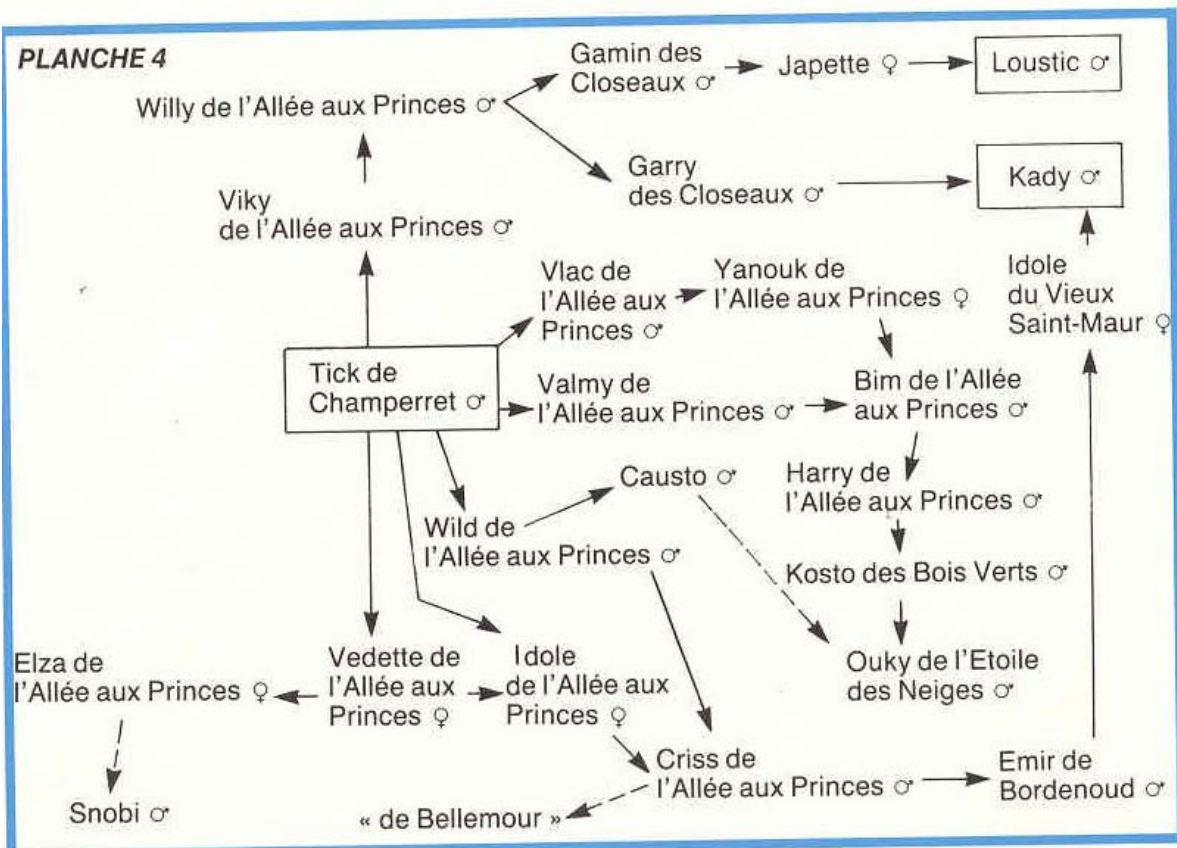 PLANCHE 4
Gamin des
Closeaux ♂
Japette ♀
Loustic ♂
Willy de l'Allée aux Princes ♂
Garry
des Closeaux ♂
Kady ♂
Viky
de l'Allée aux Princes ♂
Vlac de
l'Allée aux
Princes ♂
Yanouk de
l'Allée aux Princes ♀
Idole
du Vieux
Saint-Maur ♀
Tick de
Champerret ♂
Valmy de
l'Allée aux Princes ♂
Bim de l'Allée
aux Princes ♂
Causto ♂
Harry de
l'Allée aux Princes ♂
Wild de
l'Allée aux Princes ♂
Kosto des Bois Verts ♂
Elza de
l'Allée aux Princes ♀
Vedette de
l'Allée aux
Princes ♀
Idole
de l'Allée aux
Princes ♀
Ouky de l'Etoile
des Neiges ♂
Criss de
l'Allée aux Princes ♂
Emir de
Bordenoud ♂
Snobi ♂
« de Bellemour »